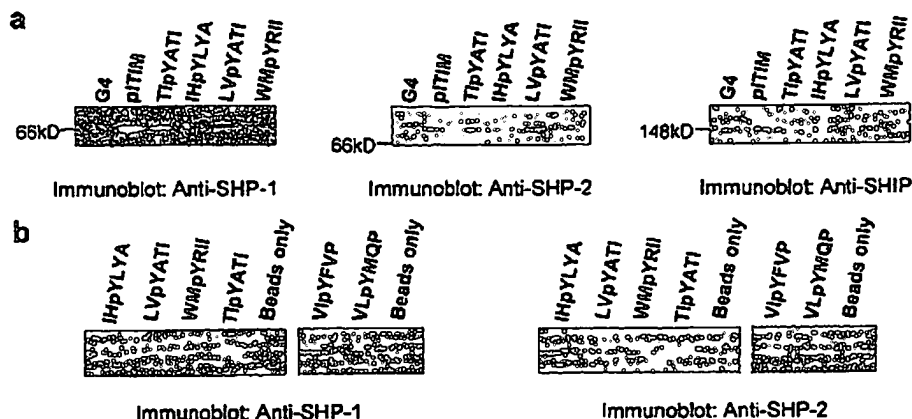 a
G4 pITIM TIpYATI IHpYLYA LVpYATI WMpYRII
G4 pITIM TIpYATI IHpYLYA LVpYATI WMpYRII
G4 pITIM TIpYATI IHpYLYA LVpYATI WMpYRII
66kD
66kD
148kD
Immunoblot: Anti-SHP-1
Immunoblot: Anti-SHP-2
Immunoblot: Anti-SHIP
b
IHpYLYA LVpYATI WMpYRII TIpYATI Beads only
VIpYFVP VLpYMQP Beads only
IHpYLYA LVpYATI WMpYRII TIpYATI Beads only
VIpYFVP VLpYMQP Beads only
Immunoblot: Anti-SHP-1
Immunoblot: Anti-SHP-2